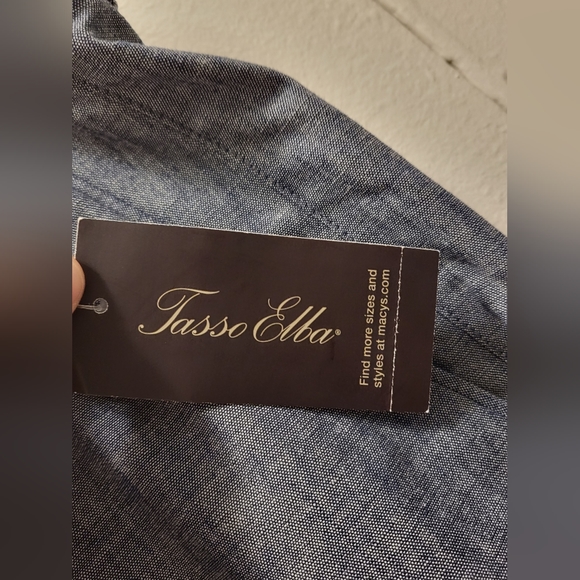 Tasso Elba®
Find more sizes and
styles at macys.com